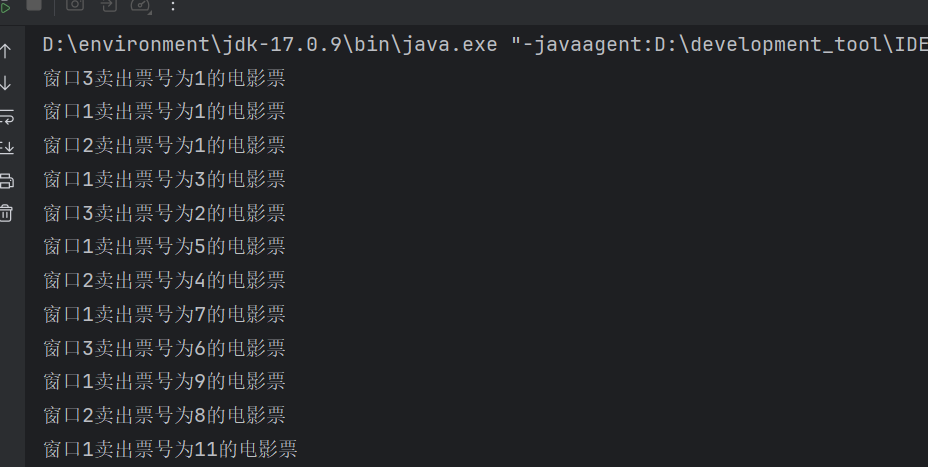 D:\environment\jdk-17.0.9\bin\java.exe "-javaagent:D:\development_tool\IDE
窗口3卖出票号为1的电影票
窗口1卖出票号为1的电影票
窗口2卖出票号为1的电影票
窗口1卖出票号为3的电影票
窗口3卖出票号为2的电影票
窗口1卖出票号为5的电影票
窗口2卖出票号为4的电影票
窗口1卖出票号为7的电影票
窗口3卖出票号为6的电影票
窗口1卖出票号为9的电影票
窗口2卖出票号为8的电影票
窗口1卖出票号为11的电影票